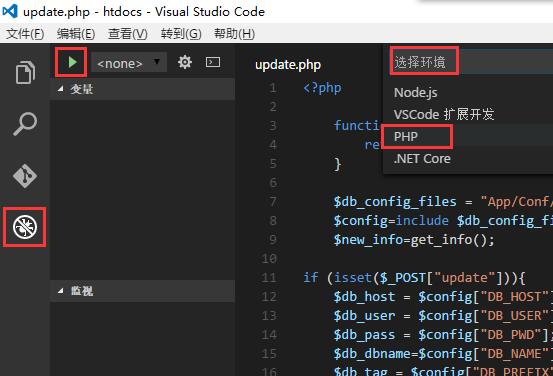 update.php - htdocs - Visual Studio Code
文件(F) 编辑(E) 查看(V) 转到(G) 帮助(H)
<none>
变量
监视
update.php
选择环境
Node.js
VSCode 扩展开发
PHP
.NET Core
1 <?php
2
3 function
4 re
5 }
6
7 $db_config_files = "App/Conf/
8 $config=include $db_config_fi
9 $new_info=get_info();
10
11 if (isset($_POST["update"])){
12 $db_host = $config["DB_HOST"]
13 $db_user = $config["DB_USER"]
14 $db_pass = $config["DB_PWD"];
15 $db_dbname=$config["DB_NAME"]
16 $db_tag = $config["DB_PREFIX"